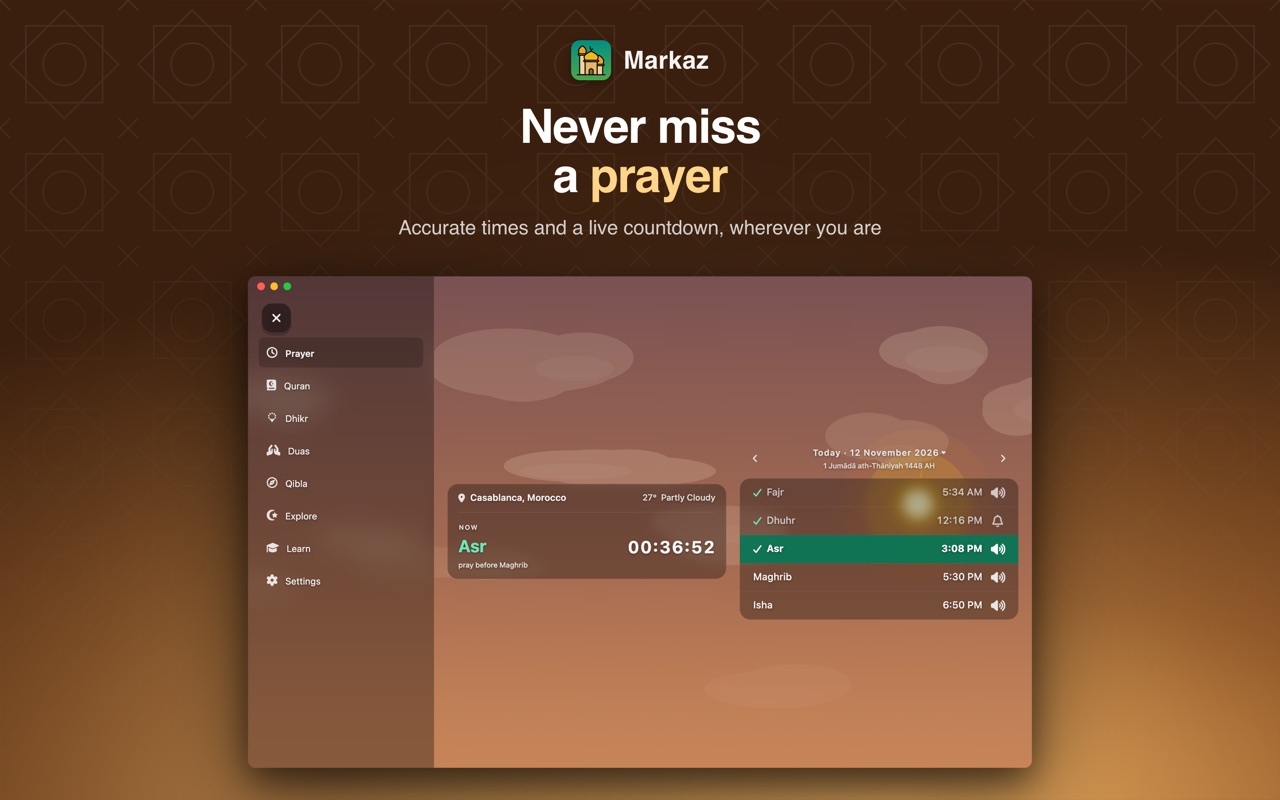 Markaz
Never miss
a prayer
Accurate times and a live countdown, wherever you are
Prayer
Quran
Dhikr
Duas
Qibla
Explore
Learn
Settings
Casablanca, Morocco 27° Partly Cloudy
NOW
Asr 00:36:52
pray before Maghrib
Today · 12 November 2026
1 Jumādā ath-Thāniyah 1448 AH
Fajr 5:34 AM
Dhuhr 12:16 PM
Asr 3:08 PM
Maghrib 5:30 PM
Isha 6:50 PM